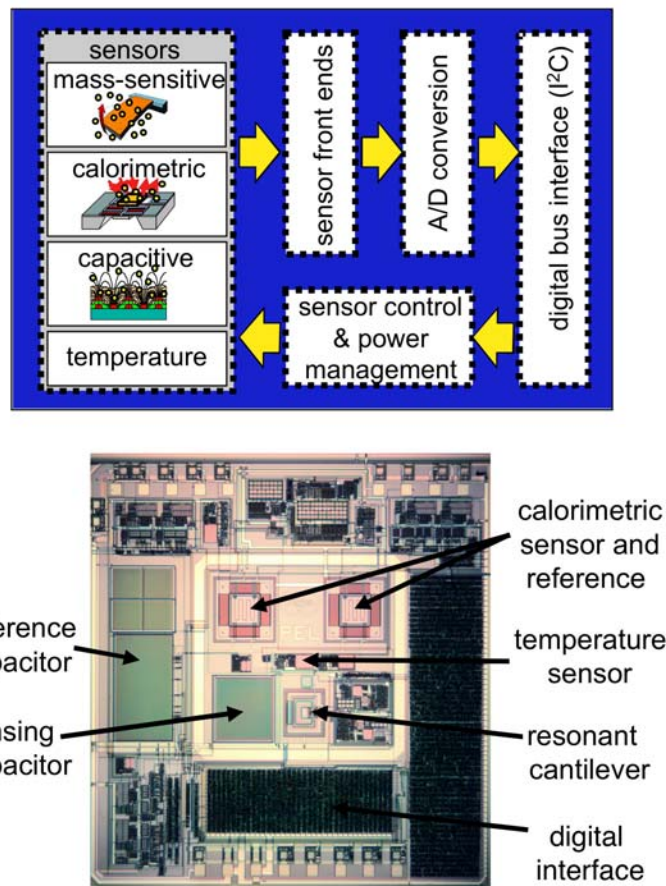 sensors
mass-sensitive
calorimetric
capacitive
temperature
sensor front ends
A/D conversion
digital bus interface (I²C)
sensor control
& power
management
calorimetric
sensor and
reference
temperature
sensor
resonant
cantilever
digital
interface